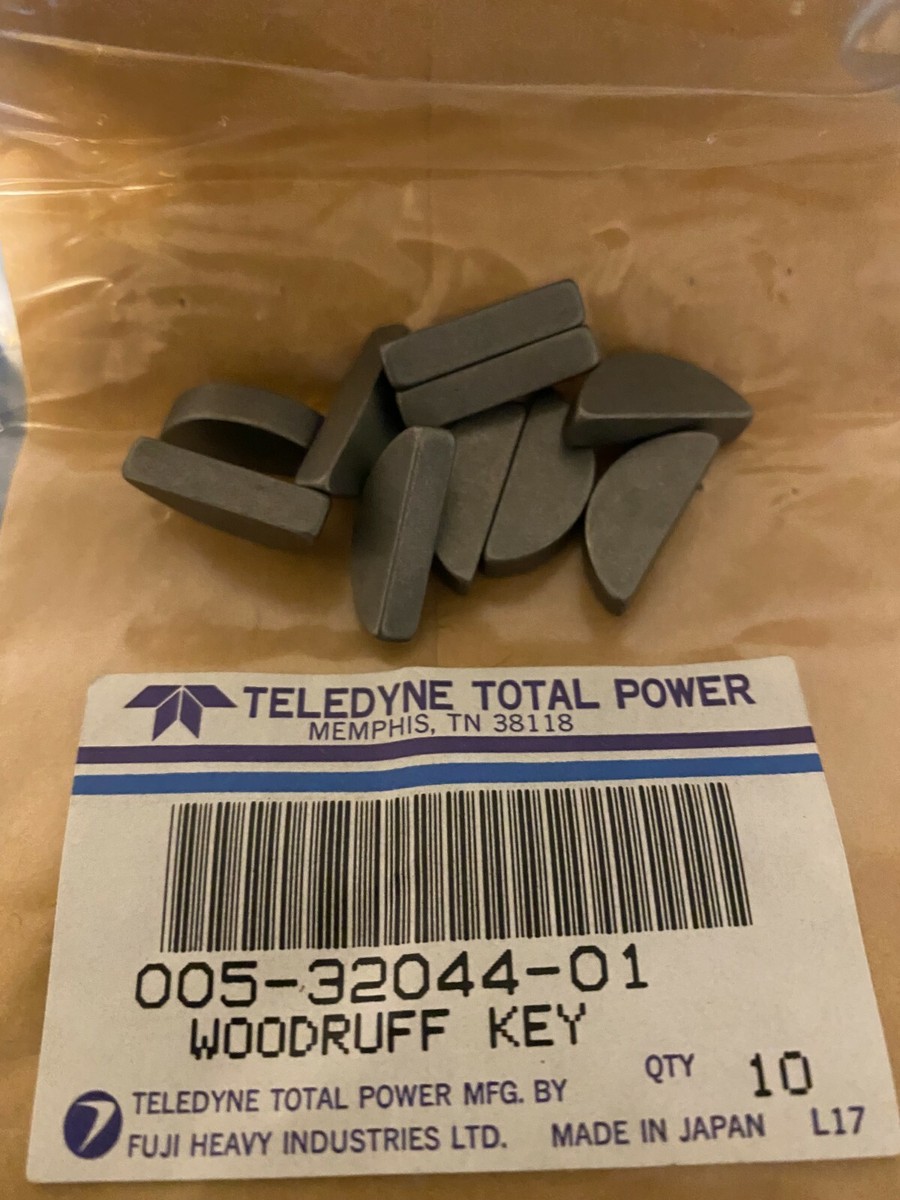 TELEDYNE TOTAL POWER
MEMPHIS, TN 38118
005-32044-01
WOODRUFF KEY
QTY 10
TELEDYNE TOTAL POWER MFG. BY
FUJI HEAVY INDUSTRIES LTD. MADE IN JAPAN L17